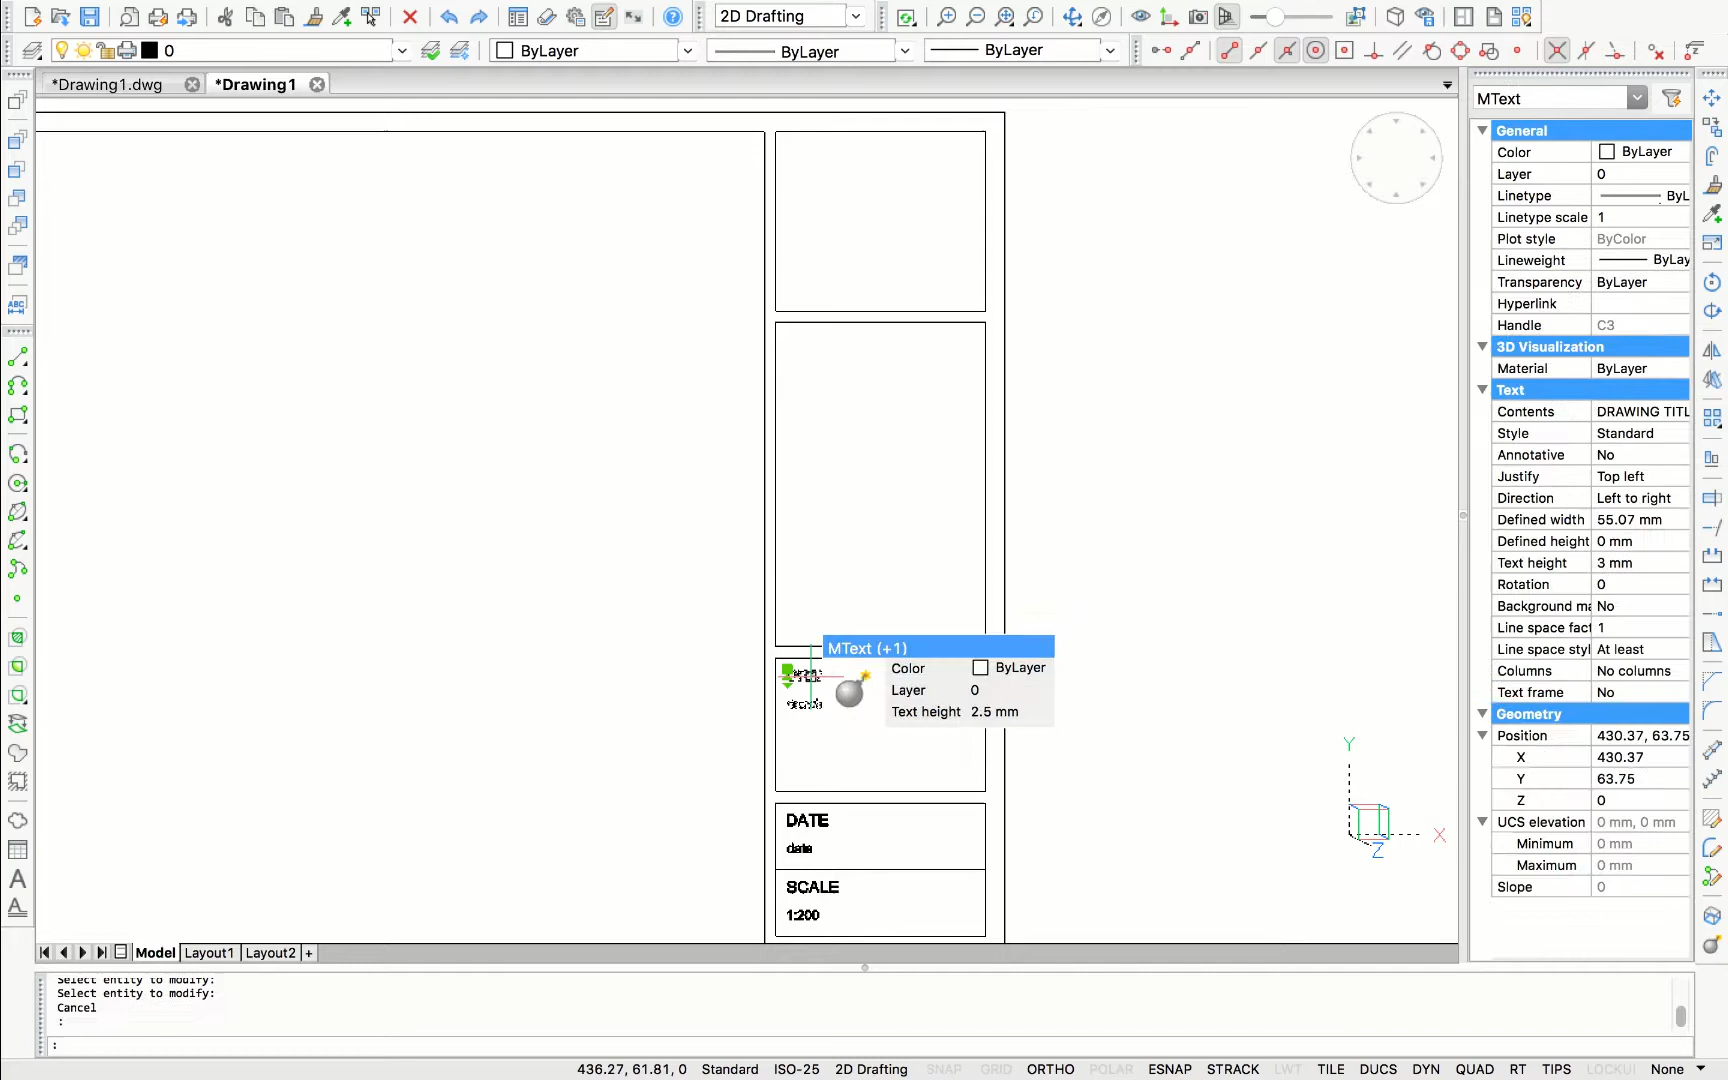 2D Drafting
0
ByLayer
ByLayer
ByLayer
*Drawing1.dwg
*Drawing1
MText
General
Color ByLayer
Layer 0
Linetype ByL
Linetype scale 1
Plot style ByColor
Lineweight ByLay
Transparency ByLayer
Hyperlink
Handle C3
3D Visualization
Material ByLayer
Text
Contents DRAWING TITL
Style Standard
Annotative No
Justify Top left
Direction Left to right
Defined width 55.07 mm
Defined height 0 mm
Text height 3 mm
Rotation 0
Background ma No
Line space fact 1
Line space styl At least
Columns No columns
Text frame No
Geometry
Position 430.37, 63.75
X 430.37
Y 63.75
Z 0
UCS elevation 0 mm, 0 mm
Minimum 0 mm
Maximum 0 mm
Slope 0
MText (+1)
Color ByLayer
Layer 0
Text height 2.5 mm
DATE
date
SCALE
1:200
Y
X
Z
ABC
A
A
Model Layout1 Layout2 +
Select entity to modify:
Select entity to modify:
Cancel
:
:
436.27, 61.81, 0 Standard ISO-25 2D Drafting SNAP GRID ORTHO POLAR ESNAP STRACK LWT TILE DUCS DYN QUAD RT TIPS LOCKUI None